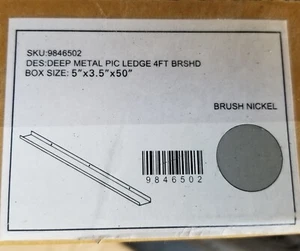 SKU:9846502
DES:DEEP METAL PIC LEDGE 4FT BRSHD
BOX SIZE: 5”x3.5”x50”
BRUSH NICKEL
9846502